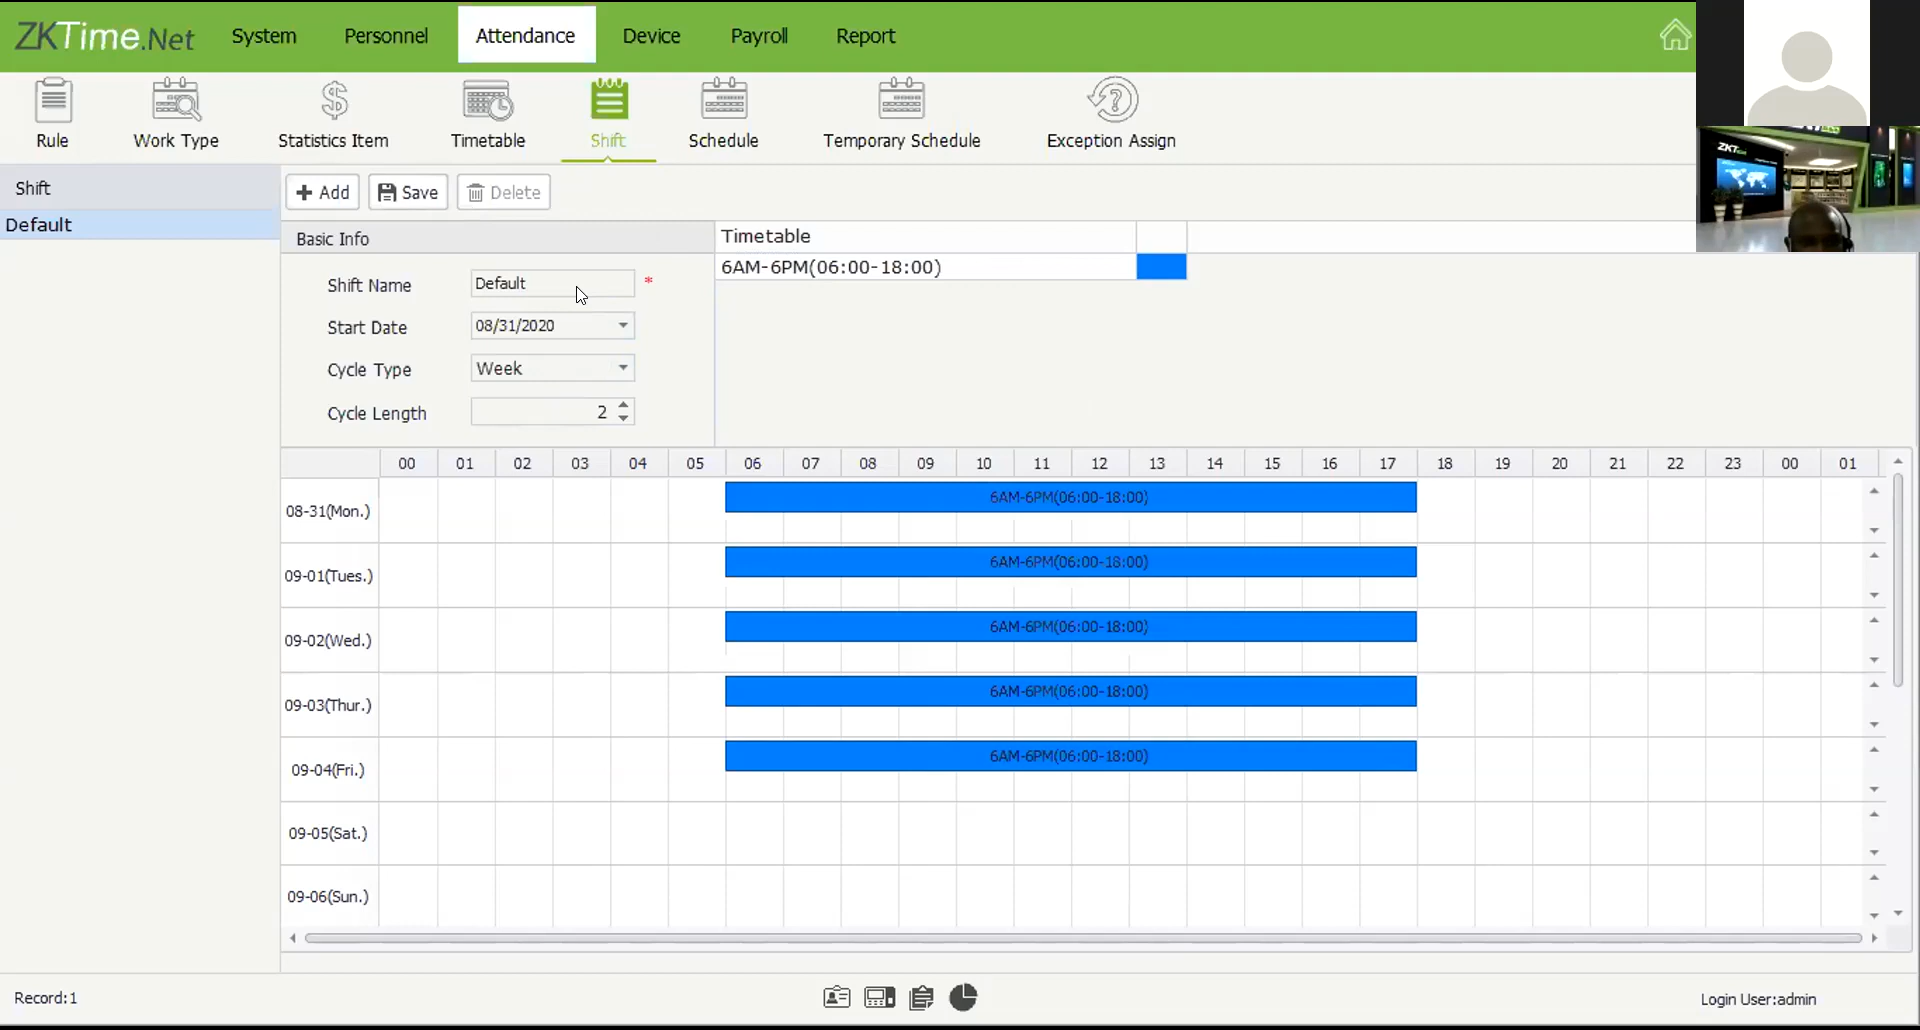 ZKTime.Net System Personnel Attendance Device Payroll Report
Rule Work Type Statistics Item Timetable Shift Schedule Temporary Schedule Exception Assign
Shift
Default
Add Save Delete
Basic Info
Shift Name Default *
Start Date 08/31/2020
Cycle Type Week
Cycle Length 2
Timetable
6AM-6PM(06:00-18:00)
00 01 02 03 04 05 06 07 08 09 10 11 12 13 14 15 16 17 18 19 20 21 22 23 00 01
08-31(Mon.) 6AM-6PM(06:00-18:00)
09-01(Tues.) 6AM-6PM(06:00-18:00)
09-02(Wed.) 6AM-6PM(06:00-18:00)
09-03(Thur.) 6AM-6PM(06:00-18:00)
09-04(Fri.) 6AM-6PM(06:00-18:00)
09-05(Sat.)
09-06(Sun.)
Record:1
Login User:admin